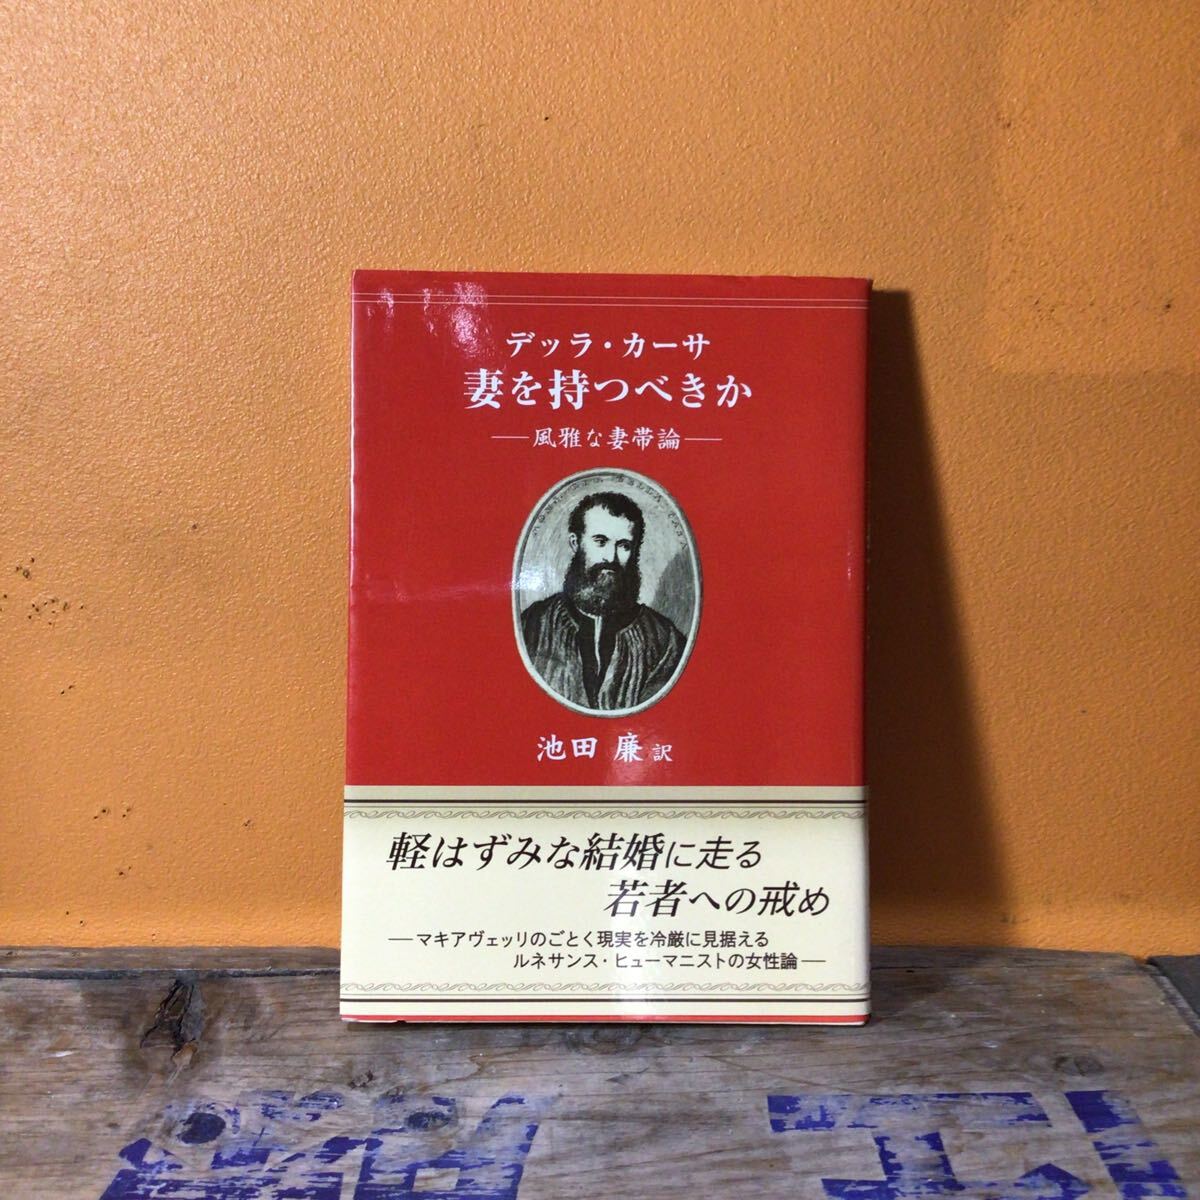 デッラ・カーサ
妻を持つべきか
―風雅な妻帯論―
池田 廉 訳
軽はずみな結婚に走る
若者への戒め
―マキアヴェッリのごとく現実を冷厳に見据える
ルネサンス・ヒューマニストの女性論―